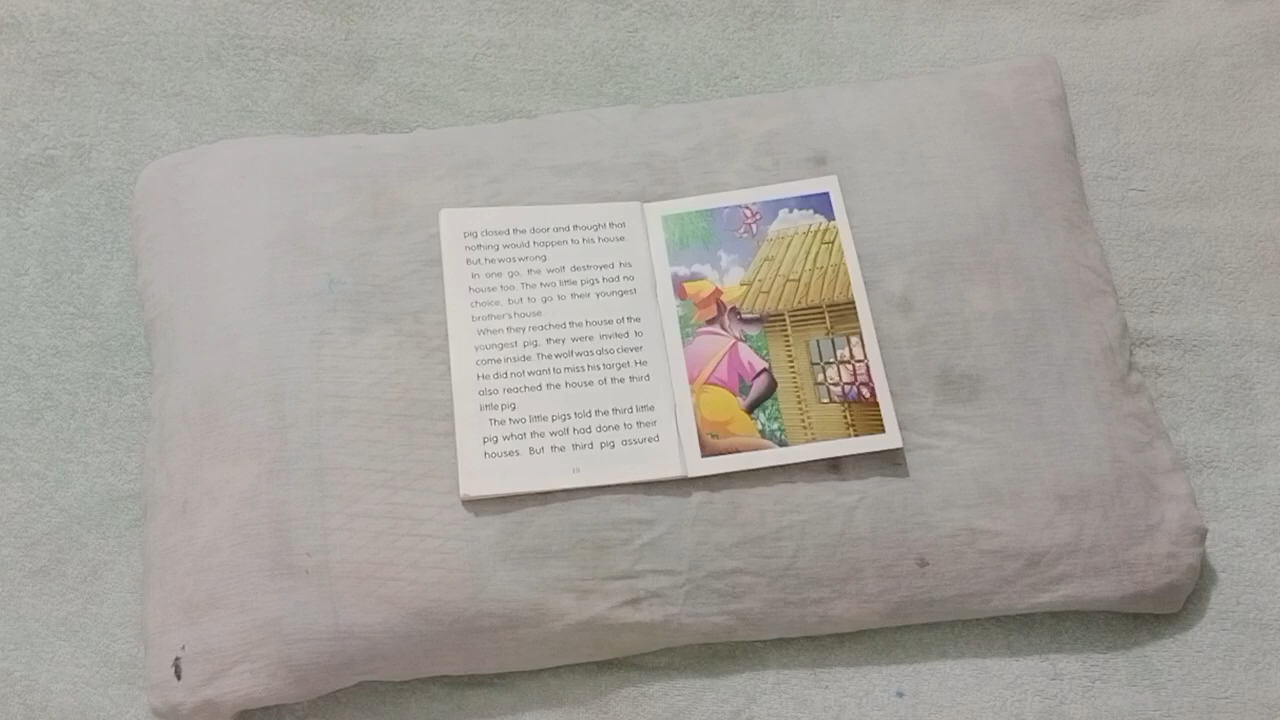 pig closed the door and thought that
nothing would happen to his house.
But, he was wrong.
In one go, the wolf destroyed his
house too. The two little pigs had no
choice, but to go to their youngest
brother's house.
When they reached the house of the
youngest pig, they were invited to
come inside. The wolf was also clever.
He did not want to miss his target. He
also reached the house of the third
little pig.
The two little pigs told the third little
pig what the wolf had done to their
houses. But the third pig assured